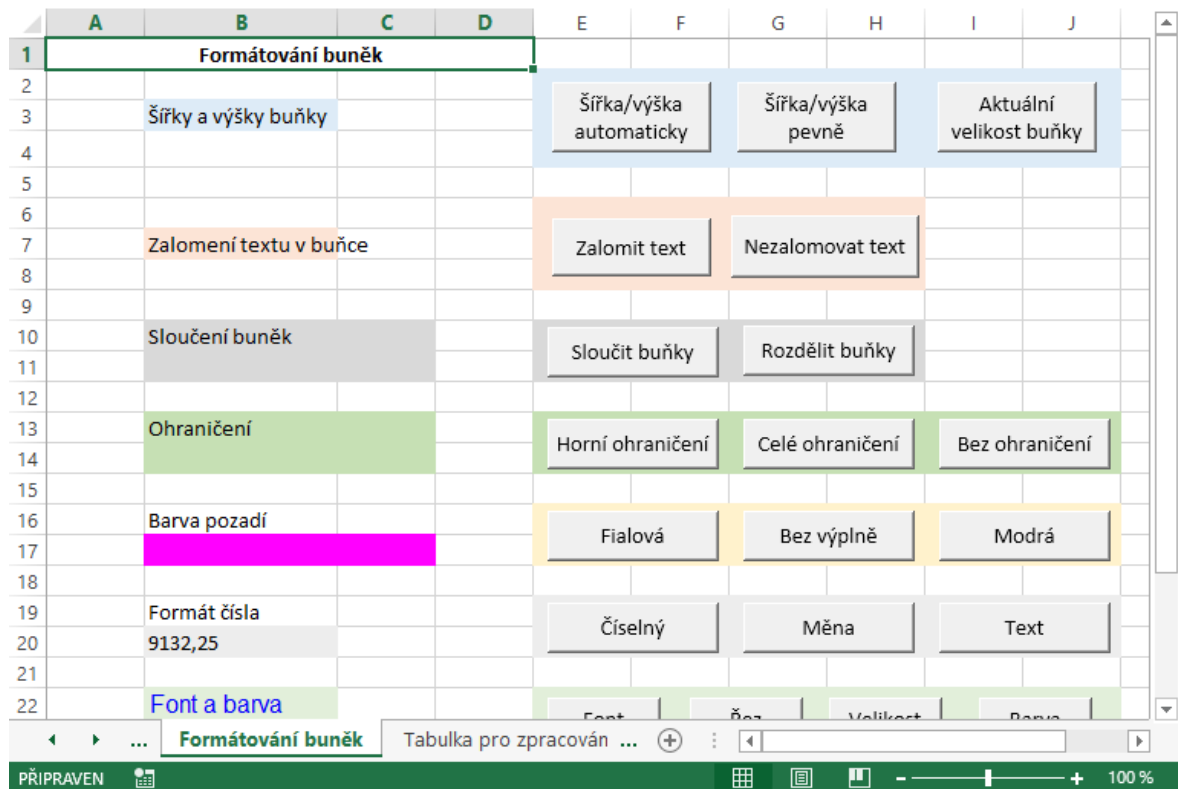 A B C D E F G H I J
1 Formátování buněk
2
3 Šířky a výšky buňky Šířka/výška automaticky Šířka/výška pevně Aktuální velikost buňky
4
5
6
7 Zalomení textu v buňce Zalomit text Nezalomovat text
8
9
10 Sloučení buněk Sloučit buňky Rozdělit buňky
11
12
13 Ohraničení Horní ohraničení Celé ohraničení Bez ohraničení
14
15
16 Barva pozadí Fialová Bez výplně Modrá
17
18
19 Formát čísla Číselný Měna Text
20 9132,25
21
22 Font a barva Font Řez Velikost Barva
... Formátování buněk Tabulka pro zpracován ...
PŘIPRAVEN 100 %